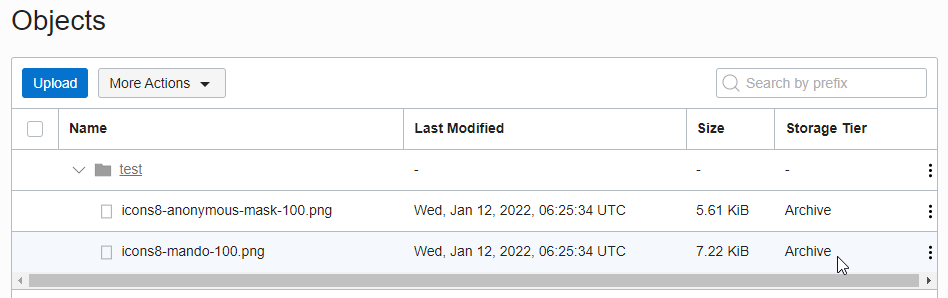 Objects
Upload More Actions Search by prefix
Name Last Modified Size Storage Tier
test - - -
icons8-anonymous-mask-100.png Wed, Jan 12, 2022, 06:25:34 UTC 5.61 KiB Archive
icons8-mando-100.png Wed, Jan 12, 2022, 06:25:34 UTC 7.22 KiB Archive